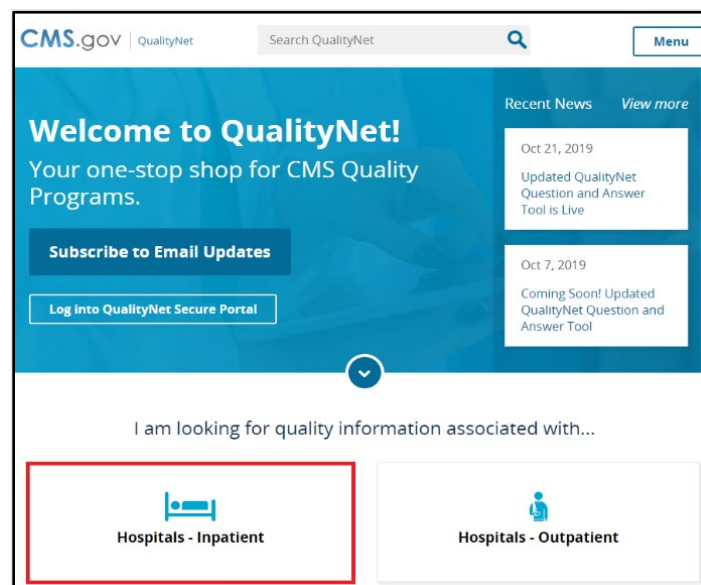 CMS.gov QualityNet
Search QualityNet
Menu
Welcome to QualityNet!
Your one-stop shop for CMS Quality
Programs.
Subscribe to Email Updates
Log into QualityNet Secure Portal
Recent News View more
Oct 21, 2019
Updated QualityNet
Question and Answer
Tool is Live
Oct 7, 2019
Coming Soon! Updated
QualityNet Question and
Answer Tool
I am looking for quality information associated with...
Hospitals - Inpatient
Hospitals - Outpatient